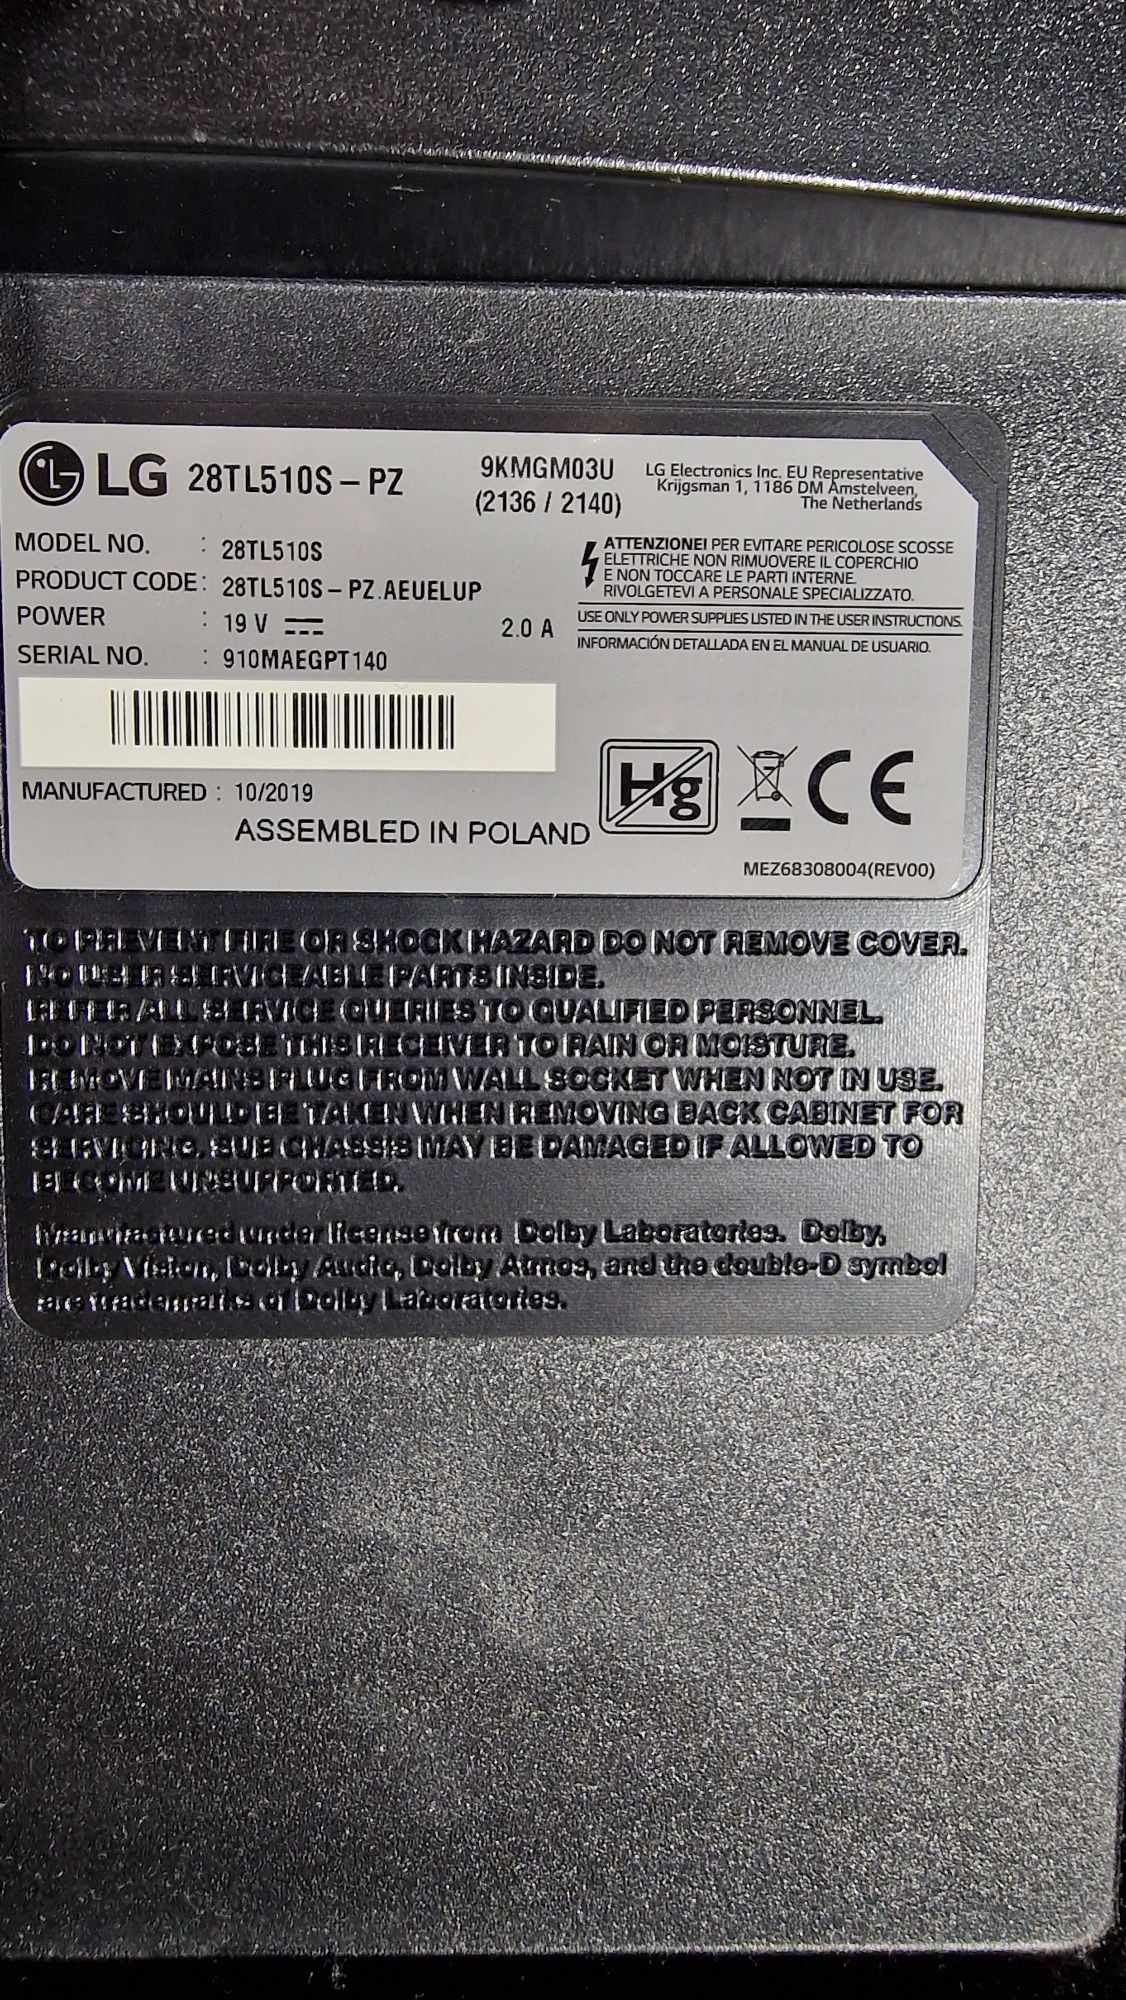 LG 28TL510S-PZ
9KMGM03U
(2136 / 2140)
LG Electronics Inc. EU Representative
Krijgsman 1, 1186 DM Amstelveen,
The Netherlands
MODEL NO. : 28TL510S
PRODUCT CODE : 28TL510S-PZ.AEUELUP
POWER : 19 V 2.0 A
SERIAL NO. : 910MAEGPT140
ATTENZIONE! PER EVITARE PERICOLOSE SCOSSE
ELETTRICHE NON RIMUOVERE IL COPERCHIO
E NON TOCCARE LE PARTI INTERNE.
RIVOLGETEVI A PERSONALE SPECIALIZZATO.
USE ONLY POWER SUPPLIES LISTED IN THE USER INSTRUCTIONS.
INFORMACIÓN DETALLADA EN EL MANUAL DE USUARIO.
MANUFACTURED : 10/2019
ASSEMBLED IN POLAND
Hg
CE
MEZ68308004(REV00)
TO PREVENT FIRE OR SHOCK HAZARD DO NOT REMOVE COVER.
NO USER SERVICEABLE PARTS INSIDE.
REFER ALL SERVICE QUERIES TO QUALIFIED PERSONNEL.
DO NOT EXPOSE THIS RECEIVER TO RAIN OR MOISTURE.
REMOVE MAINS PLUG FROM WALL SOCKET WHEN NOT IN USE.
CARE SHOULD BE TAKEN WHEN REMOVING BACK CABINET FOR
SERVICING. SUB CHASSIS MAY BE DAMAGED IF ALLOWED TO
BECOME UNSUPPORTED.
Manufactured under license from Dolby Laboratories. Dolby,
Dolby Vision, Dolby Audio, Dolby Atmos, and the double-D symbol
are trademarks of Dolby Laboratories.